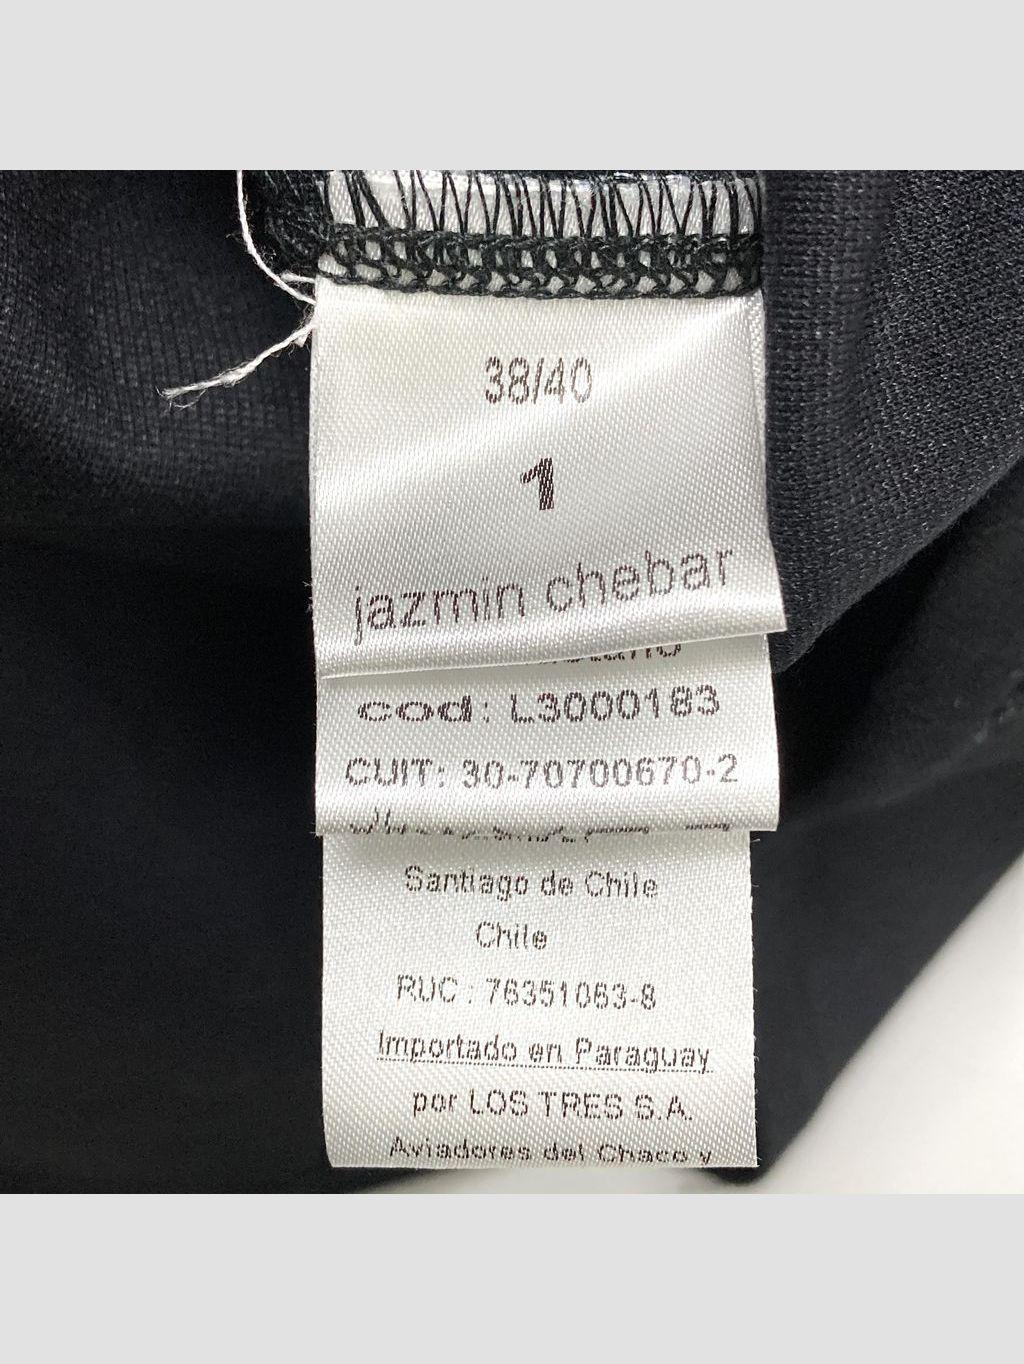 38/40
1
jazmin chebar
cod: L3000183
CUIT: 30-70700670-2
Santiago de Chile
Chile
RUC : 76351063-8
Importado en Paraguay
por LOS TRES S.A.
Aviadores del Chaco y